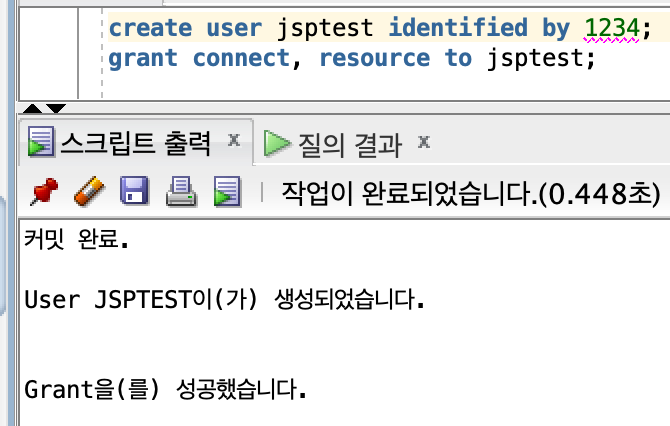 create user jsptest identified by 1234;
grant connect, resource to jsptest;
스크립트 출력 x 질의 결과 x
작업이 완료되었습니다.(0.448초)
커밋 완료.
User JSPTEST이(가) 생성되었습니다.
Grant을(를) 성공했습니다.